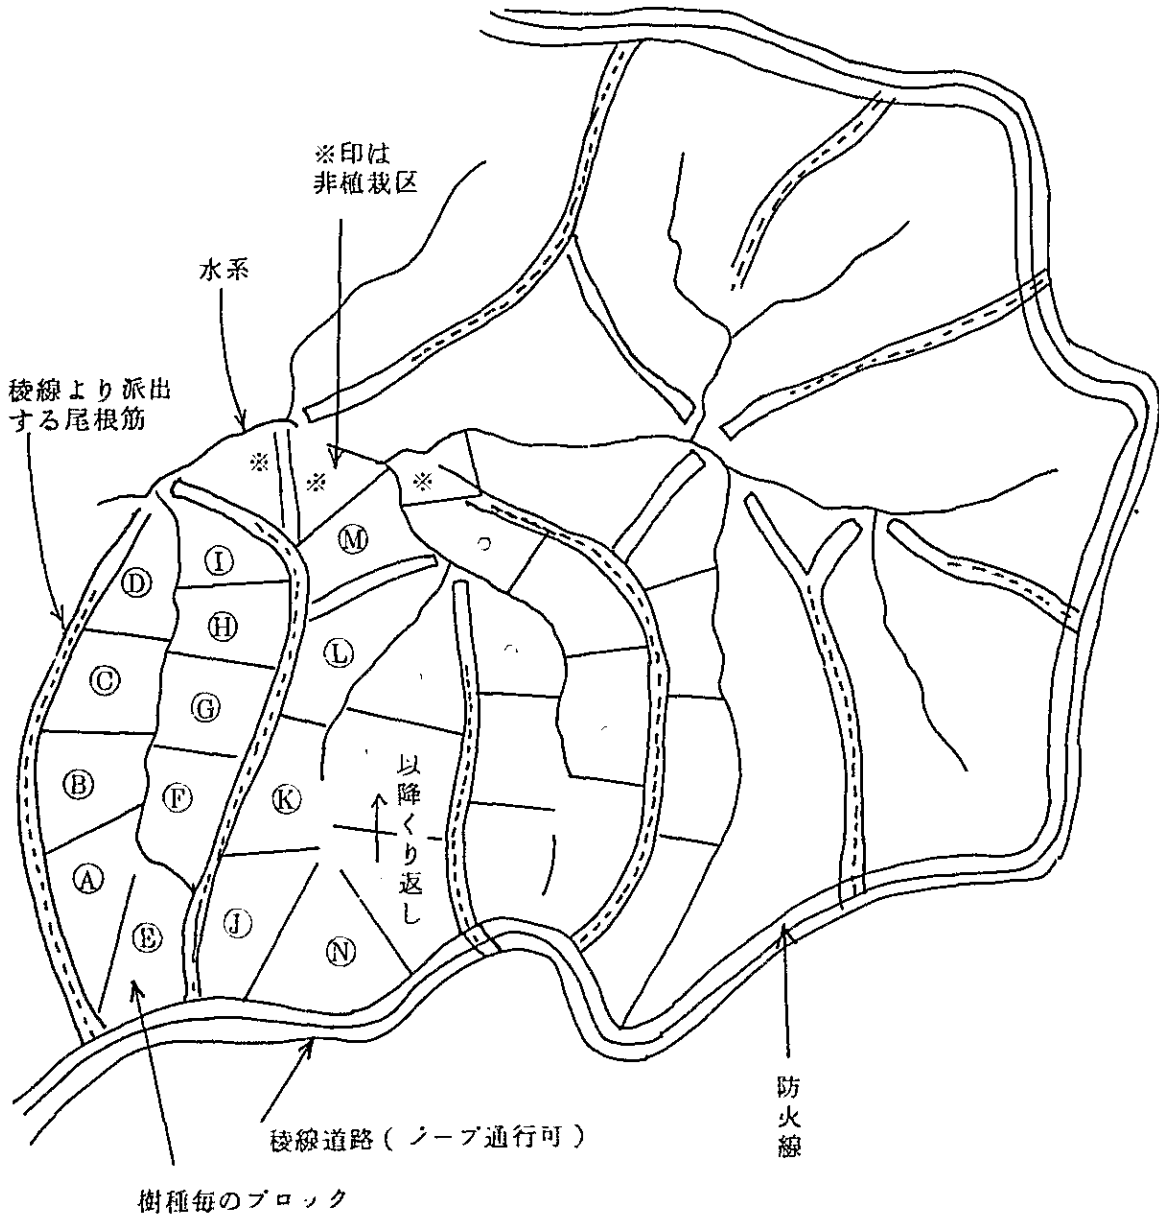 ※印は
非植栽区
水系
稜線より派出
する尾根筋
※
※
※
Ⓜ
Ⓘ
Ⓓ
Ⓗ
Ⓛ
Ⓒ
Ⓖ
Ⓑ
Ⓕ
Ⓚ
以降くり返し
Ⓐ
Ⓙ
Ⓔ
Ⓝ
防火線
稜線道路(ジープ通行可)
樹種毎のブロック